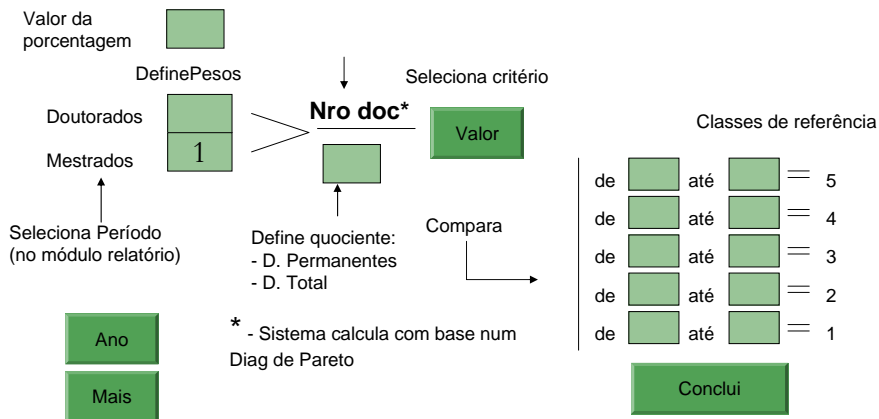 Valor da
porcentagem
DefinePesos
Doutorados
Mestrados
1
Nro doc*
Seleciona critério
Valor
Classes de referência
de até = 5
de até = 4
de até = 3
de até = 2
de até = 1
Seleciona Período
(no módulo relatório)
Define quociente:
- D. Permanentes
- D. Total
Compara
* - Sistema calcula com base num
Diag de Pareto
Ano
Mais
Conclui